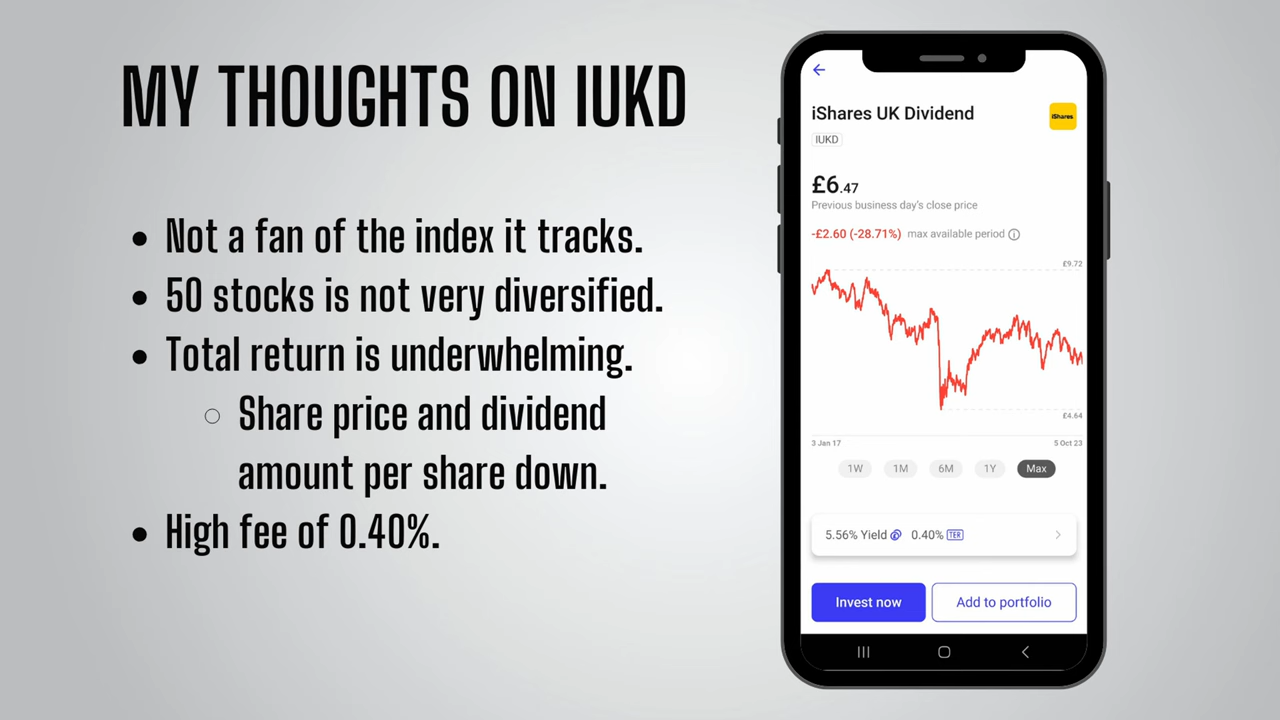 MY THOUGHTS ON IUKD
• Not a fan of the index it tracks.
• 50 stocks is not very diversified.
• Total return is underwhelming.
○ Share price and dividend
amount per share down.
• High fee of 0.40%.
iShares UK Dividend
iShares
IUKD
£6.47
Previous business day's close price
-£2.60 (-28.71%) max available period
£9.72
£4.64
3 Jan 17 5 Oct 23
1W 1M 6M 1Y Max
5.56% Yield 0.40% TER
Invest now Add to portfolio